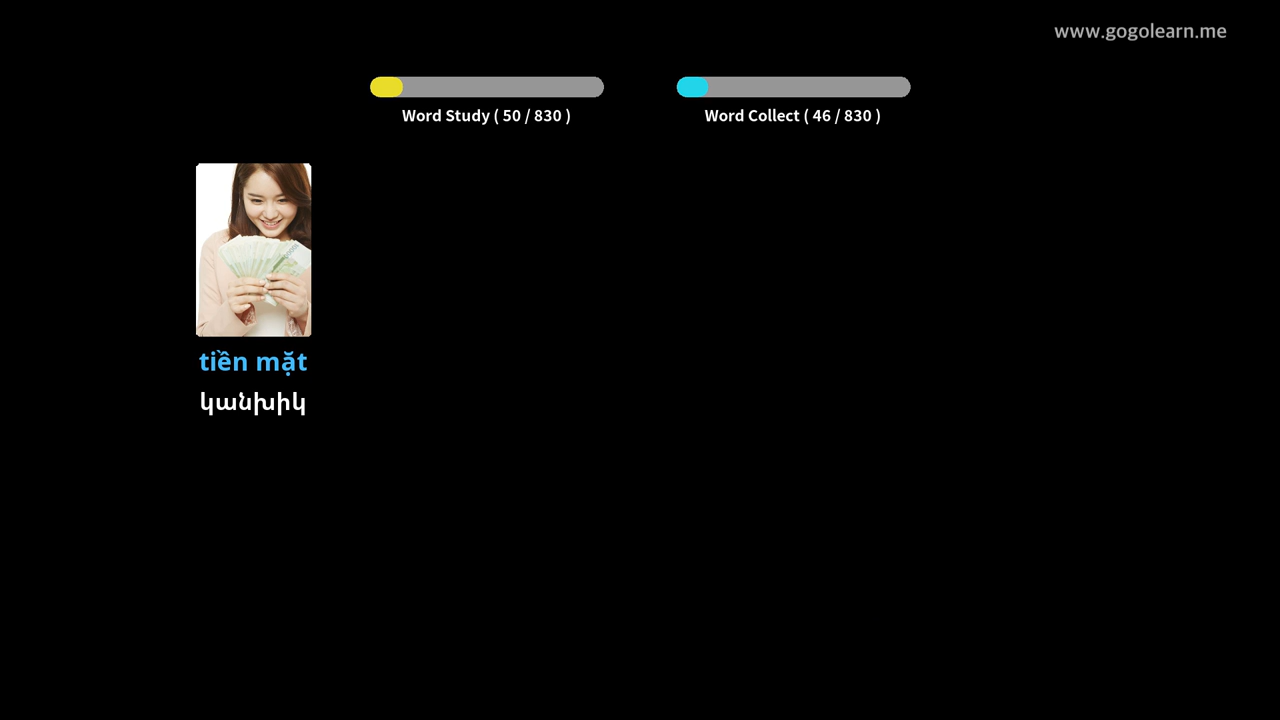 www.gogolearn.me
Word Study ( 50 / 830 )
Word Collect ( 46 / 830 )
tiền mặt
կանխիկ